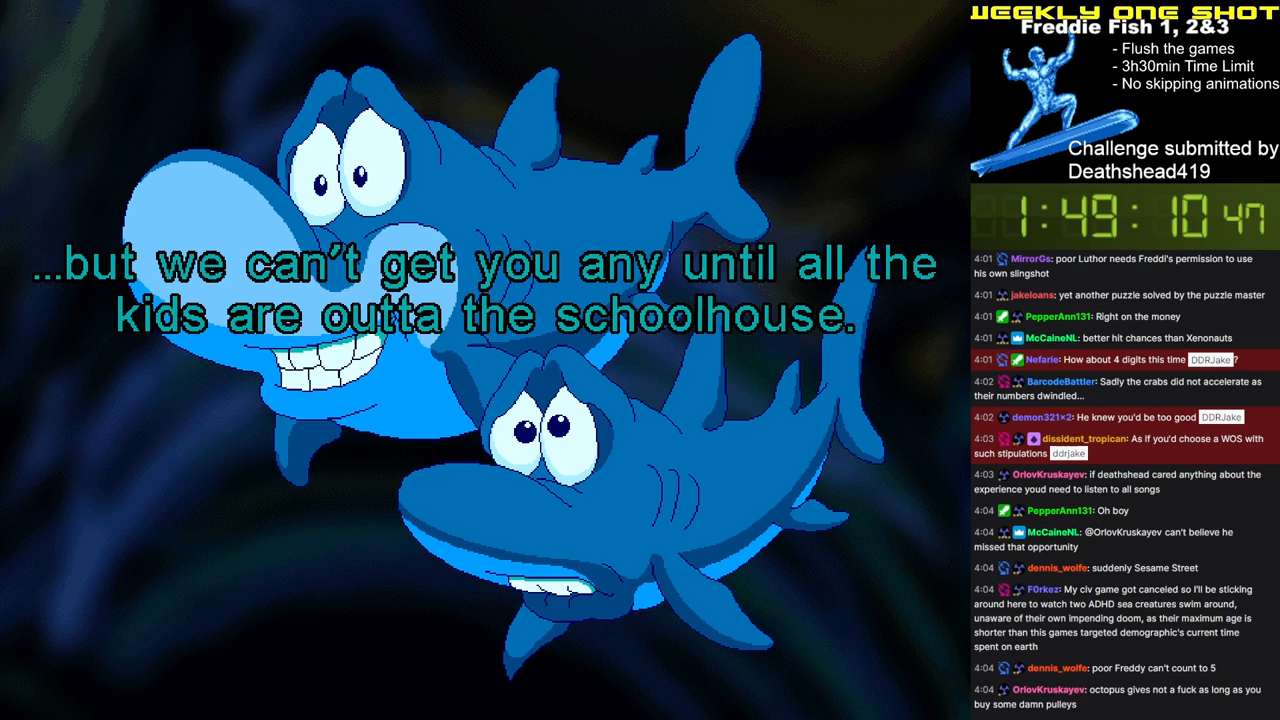 ...but we can't get you any until all the
kids are outta the schoolhouse.
WEEKLY ONE SHOT
Freddie Fish 1, 2&3
- Flush the games
- 3h30min Time Limit
- No skipping animations
Challenge submitted by
Deathshead419
1:49:10 47
4:01 MirrorGs: poor Luthor needs Freddi's permission to use
his own slingshot
4:01 jakeloans: yet another puzzle solved by the puzzle master
4:01 PepperAnn131: Right on the money
4:01 McCaineNL: better hit chances than Xenonauts
4:01 Nefarie: How about 4 digits this time DDRJake ?
4:02 BarcodeBattler: Sadly the crabs did not accelerate as
their numbers dwindled...
4:02 demon321x2: He knew you'd be too good DDRJake
4:03 dissident_tropican: As if you'd choose a WOS with
such stipulations ddrjake
4:03 OrlovKruskayev: if deathshead cared anything about the
experience youd need to listen to all songs
4:04 PepperAnn131: Oh boy
4:04 McCaineNL: @OrlovKruskayev can't believe he
missed that opportunity
4:04 dennis_wolfe: suddenly Sesame Street
4:04 F0rkez: My civ game got canceled so I'll be sticking
around here to watch two ADHD sea creatures swim around,
unaware of their own impending doom, as their maximum age is
shorter than this games targeted demographic's current time
spent on earth
4:04 dennis_wolfe: poor Freddy can't count to 5
4:04 OrlovKruskayev: octopus gives not a fuck as long as you
buy some damn pulleys